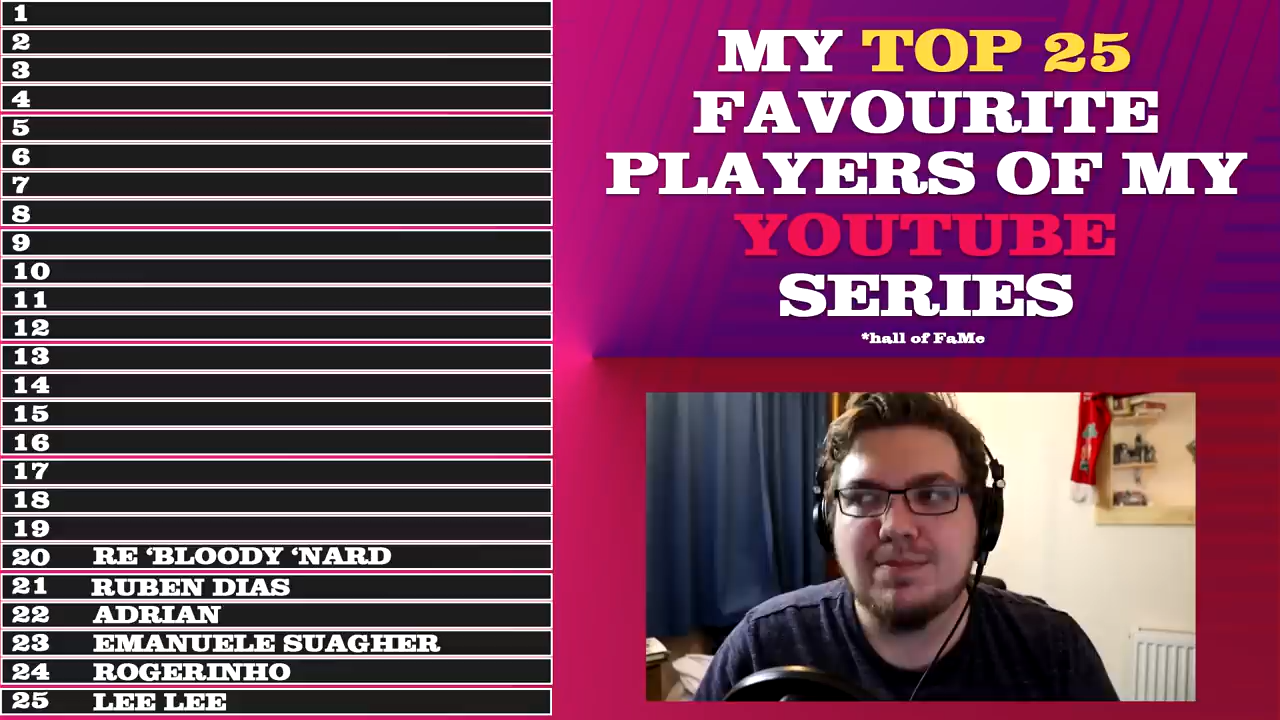 1
2
3
4
5
6
7
8
9
10
11
12
13
14
15
16
17
18
19
20 RE ‘BLOODY ‘NARD
21 RUBEN DIAS
22 ADRIAN
23 EMANUELE SUAGHER
24 ROGERINHO
25 LEE LEE
MY TOP 25
FAVOURITE
PLAYERS OF MY
YOUTUBE
SERIES
*hall of FaMe